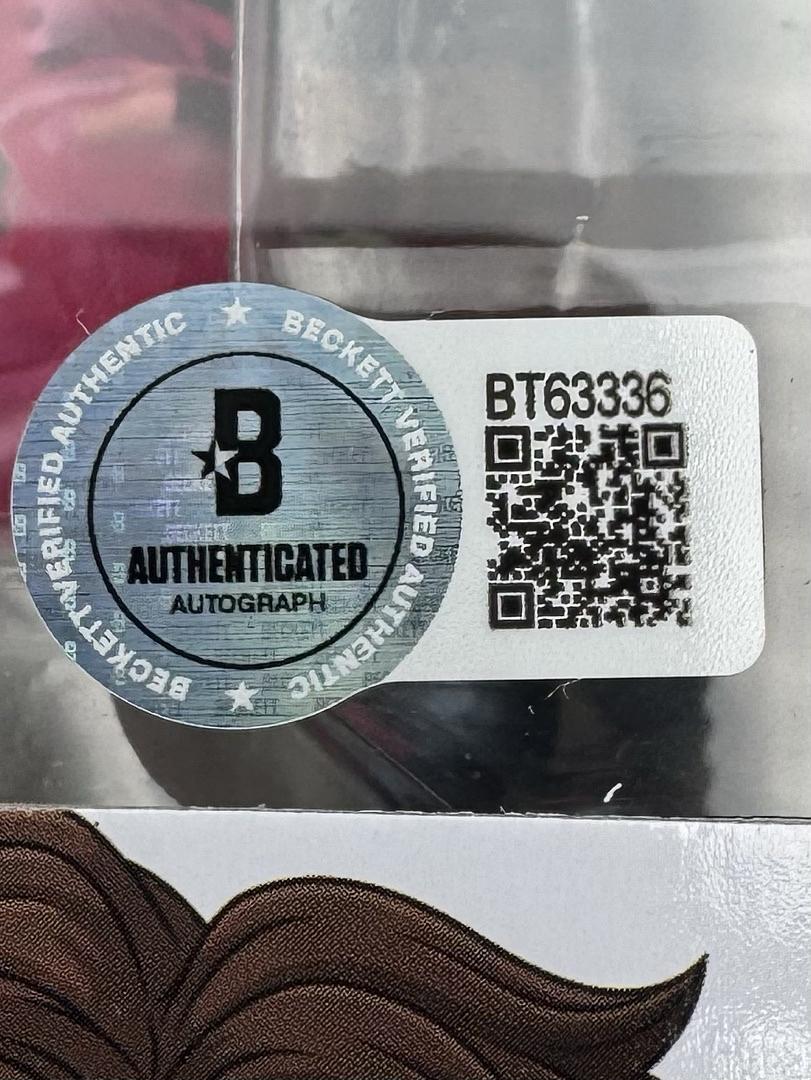 BECKETT VERIFIED AUTHENTIC
BECKETT VERIFIED AUTHENTIC
B
AUTHENTICATED
AUTOGRAPH
BT63336